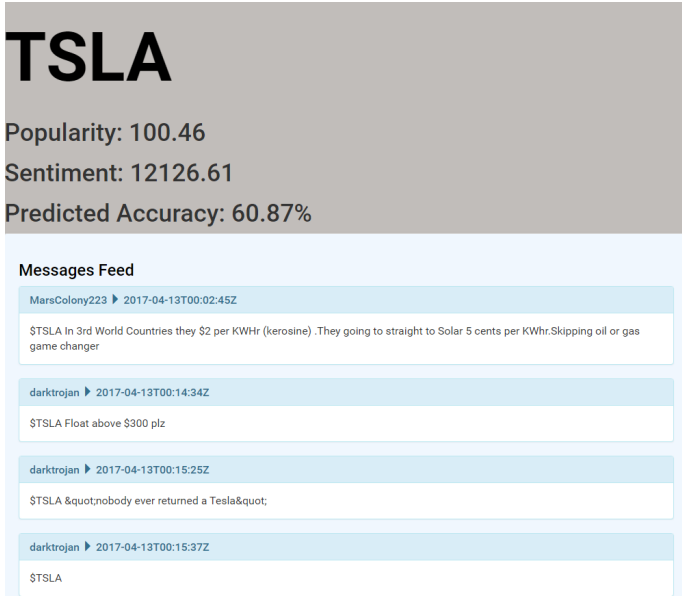 TSLA
Popularity: 100.46
Sentiment: 12126.61
Predicted Accuracy: 60.87%
Messages Feed
MarsColony223 2017-04-13T00:02:45Z
$TSLA In 3rd World Countries they $2 per KWHr (kerosine) .They going to straight to Solar 5 cents per KWhr.Skipping oil or gas
game changer
darktrojan 2017-04-13T00:14:34Z
$TSLA Float above $300 plz
darktrojan 2017-04-13T00:15:25Z
$TSLA &quot;nobody ever returned a Tesla&quot;
darktrojan 2017-04-13T00:15:37Z
$TSLA